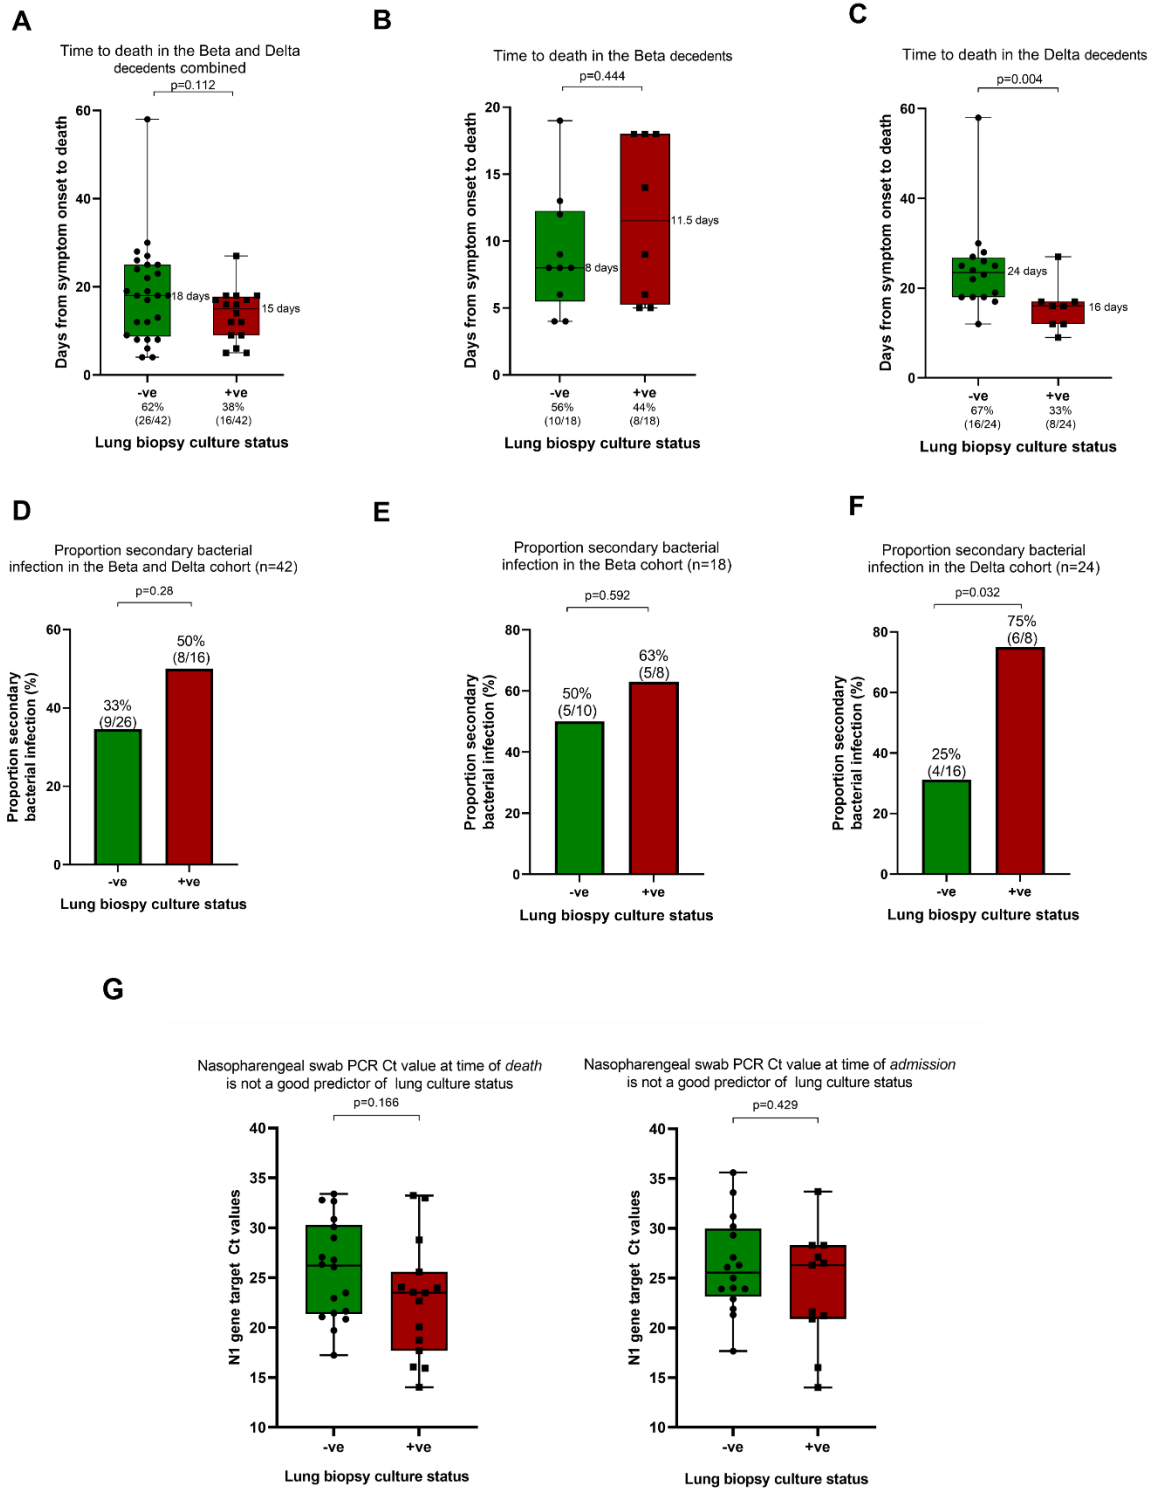 A
Time to death in the Beta and Delta
decedents combined
p=0.112
Days from symptom onset to death
60
40
20
0
18 days
15 days
-ve
+ve
62%
38%
(26/42)
(16/42)
Lung biopsy culture status
B
Time to death in the Beta decedents
p=0.444
Days from symptom onset to death
20
15
10
5
0
8 days
11.5 days
-ve
+ve
56%
44%
(10/18)
(8/18)
Lung biospy culture status
C
Time to death in the Delta decedents
p=0.004
Days from symptom onset to death
60
40
20
0
24 days
16 days
-ve
+ve
67%
33%
(16/24)
(8/24)
Lung biopsy culture status
D
Proportion secondary bacterial
infection in the Beta and Delta cohort (n=42)
p=0.28
Proportion secondary
bacterial infection (%)
60
40
20
0
33%
(9/26)
50%
(8/16)
-ve
+ve
Lung biospy culture status
E
Proportion secondary bacterial
infection in the Beta cohort (n=18)
p=0.592
Proportion secondary
bacterial infection (%)
80
60
40
20
0
50%
(5/10)
63%
(5/8)
-ve
+ve
Lung biospy culture status
F
Proportion secondary bacterial
infection in the Delta cohort (n=24)
p=0.032
Proportion secondary
bacterial infection (%)
80
60
40
20
0
25%
(4/16)
75%
(6/8)
-ve
+ve
Lung biospy culture status
G
Nasopharengeal swab PCR Ct value at time of death
is not a good predictor of lung culture status
p=0.166
N1 gene target Ct values
40
35
30
25
20
15
10
-ve
+ve
Lung biopsy culture status
Nasopharengeal swab PCR Ct value at time of admission
is not a good predictor of lung culture status
p=0.429
N1 gene target Ct values
40
35
30
25
20
15
10
-ve
+ve
Lung biopsy culture status